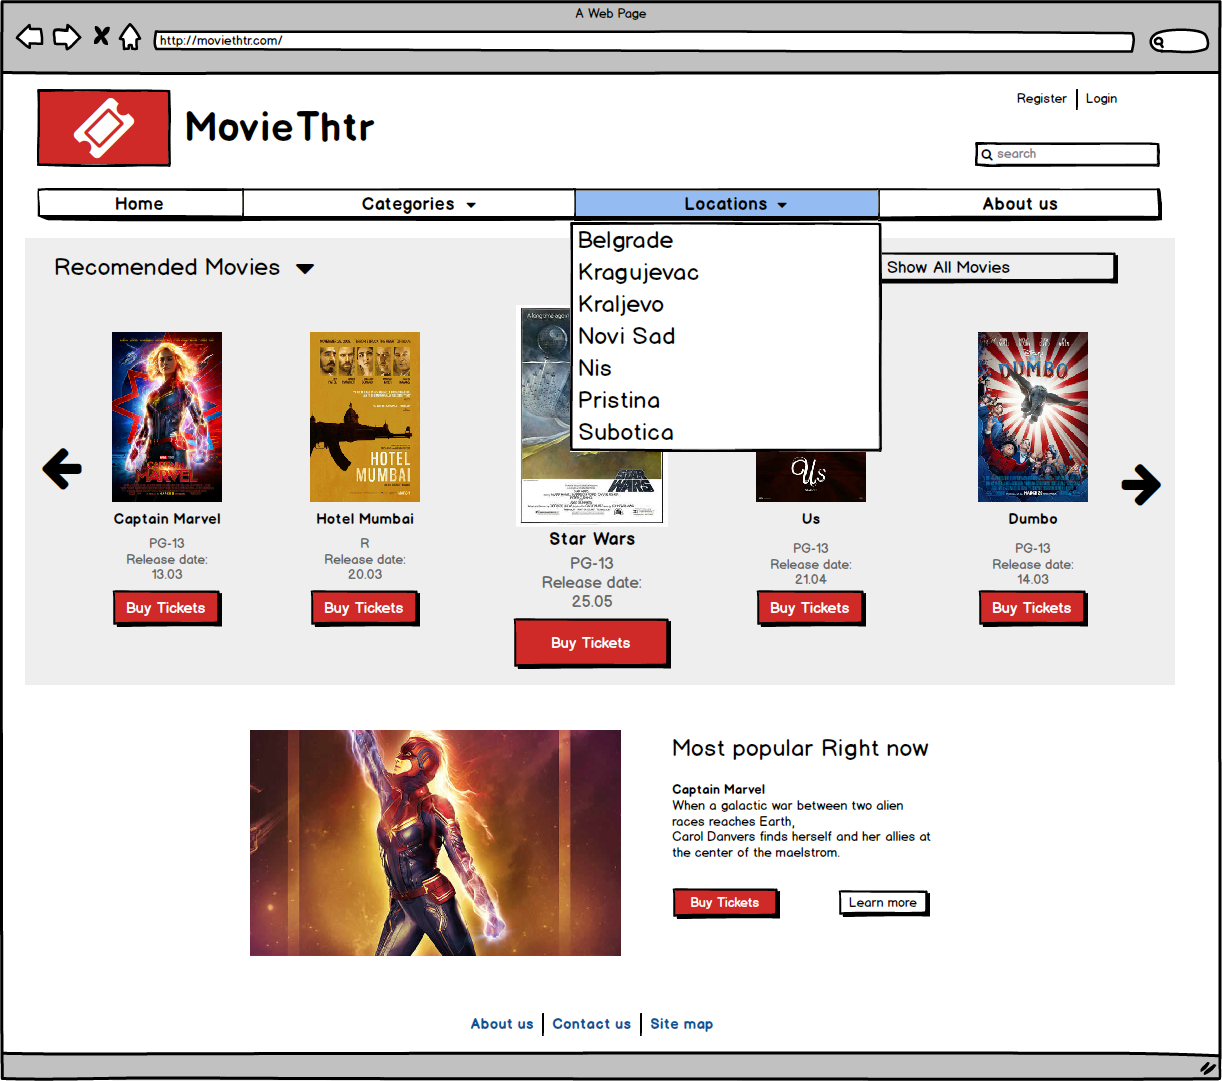 A Web Page
http://moviethtr.com/
Register
Login
MovieThtr
search
Home
Categories
Locations
About us
Belgrade
Kragujevac
Kraljevo
Novi Sad
Nis
Pristina
Subotica
Recomended Movies
Show All Movies
CAPTAIN
MARVEL
HOTEL
MUMBAI
STAR
WARS
Us
DUMBO
Captain Marvel
PG-13
Release date:
13.03
Buy Tickets
Hotel Mumbai
R
Release date:
20.03
Buy Tickets
Star Wars
PG-13
Release date:
25.05
Buy Tickets
Us
PG-13
Release date:
21.04
Buy Tickets
Dumbo
PG-13
Release date:
14.03
Buy Tickets
Most popular Right now
Captain Marvel
When a galactic war between two alien
races reaches Earth,
Carol Danvers finds herself and her allies at
the center of the maelstrom.
Buy Tickets
Learn more
About us
Contact us
Site map